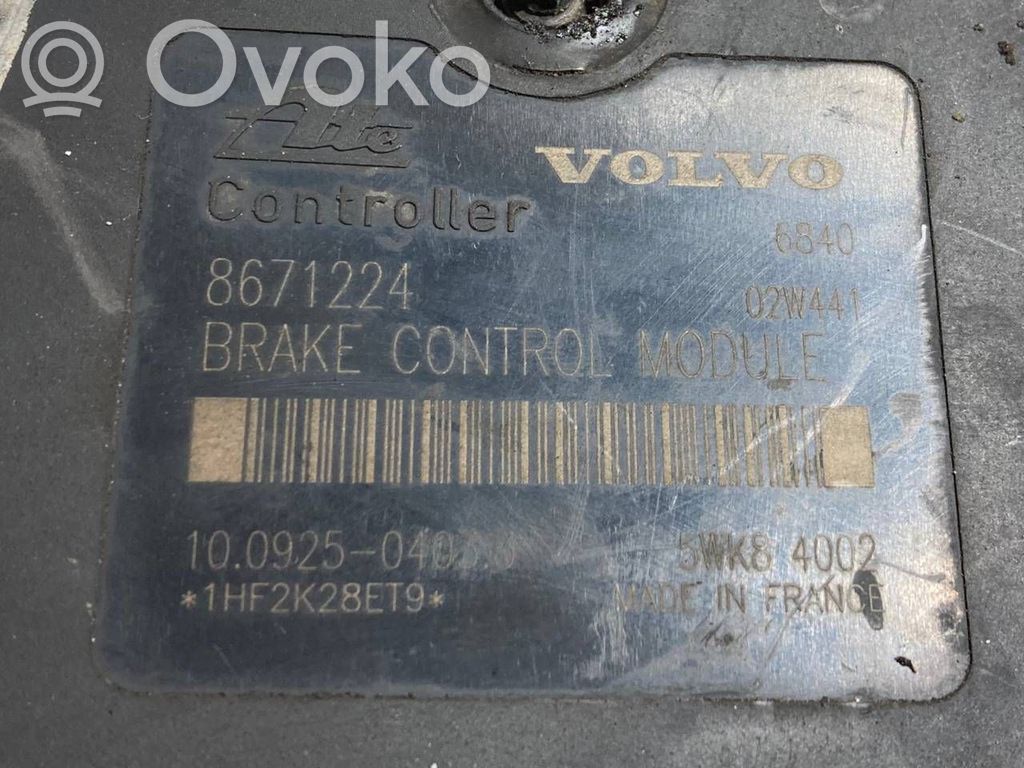 Ovoko
Ate
VOLVO
Controller
6840
8671224
02W441
BRAKE CONTROL MODULE
5WK8 4002
*1HF2K28ET9*
MADE IN FRANCE